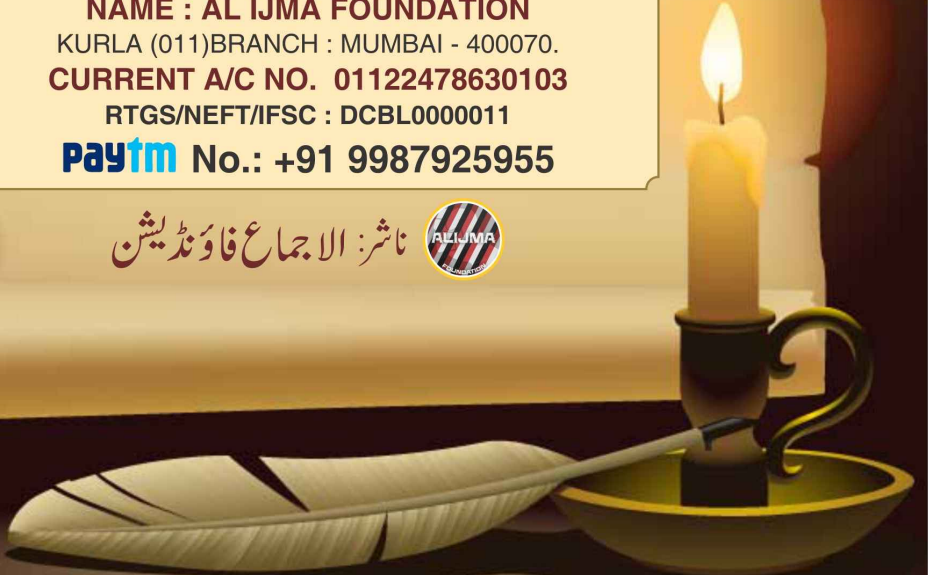 NAME : AL IJMA FOUNDATION
KURLA (011)BRANCH : MUMBAI - 400070.
CURRENT A/C NO. 01122478630103
RTGS/NEFT/IFSC : DCBL0000011
paytm No.: +91 9987925955
ناشر: الاجماع فاؤنڈیشن
ALIJMA
FOUNDATION